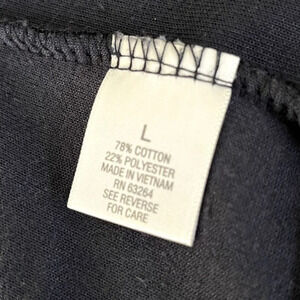 L
78% COTTON
22% POLYESTER
MADE IN VIETNAM
RN 63264
SEE REVERSE
FOR CARE